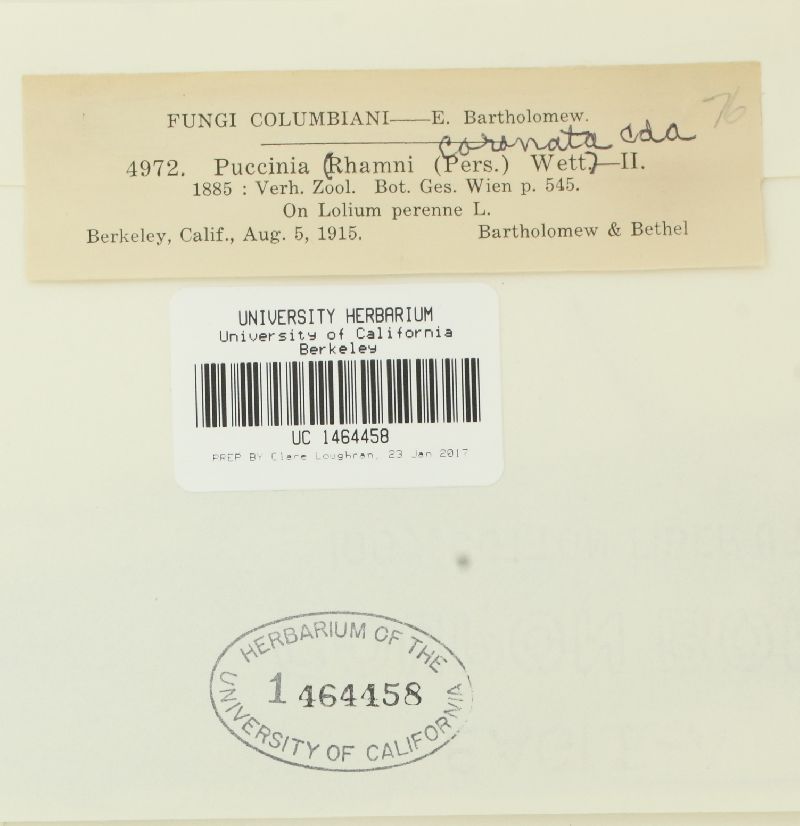 76
FUNGI COLUMBIANI——E. Bartholomew.
coronata Cda
4972. Puccinia (Rhamni (Pers.) Wett.)—II.
1885 : Verh. Zool. Bot. Ges. Wien p. 545.
On Lolium perenne L.
Berkeley, Calif., Aug. 5, 1915. Bartholomew & Bethel
UNIVERSITY HERBARIUM
University of California
Berkeley
UC 1464458
PREP BY Clare Loughran, 23 Jan 2017
HERBARIUM OF THE
1464458
UNIVERSITY OF CALIFORNIA